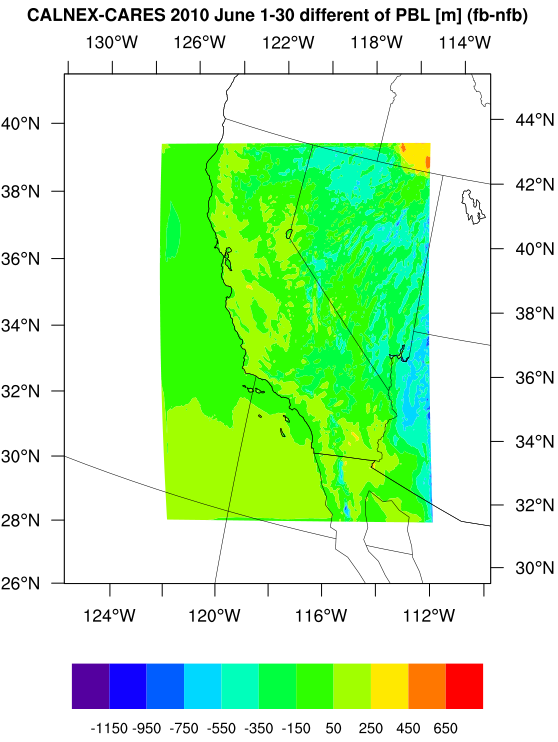 CALNEX-CARES 2010 June 1-30 different of PBL [m] (fb-nfb)
130°W 126°W 122°W 118°W 114°W
40°N 44°N
38°N 42°N
36°N 40°N
34°N 38°N
32°N 36°N
30°N 34°N
28°N 32°N
26°N 30°N
124°W 120°W 116°W 112°W
-1150 -950 -750 -550 -350 -150 50 250 450 650